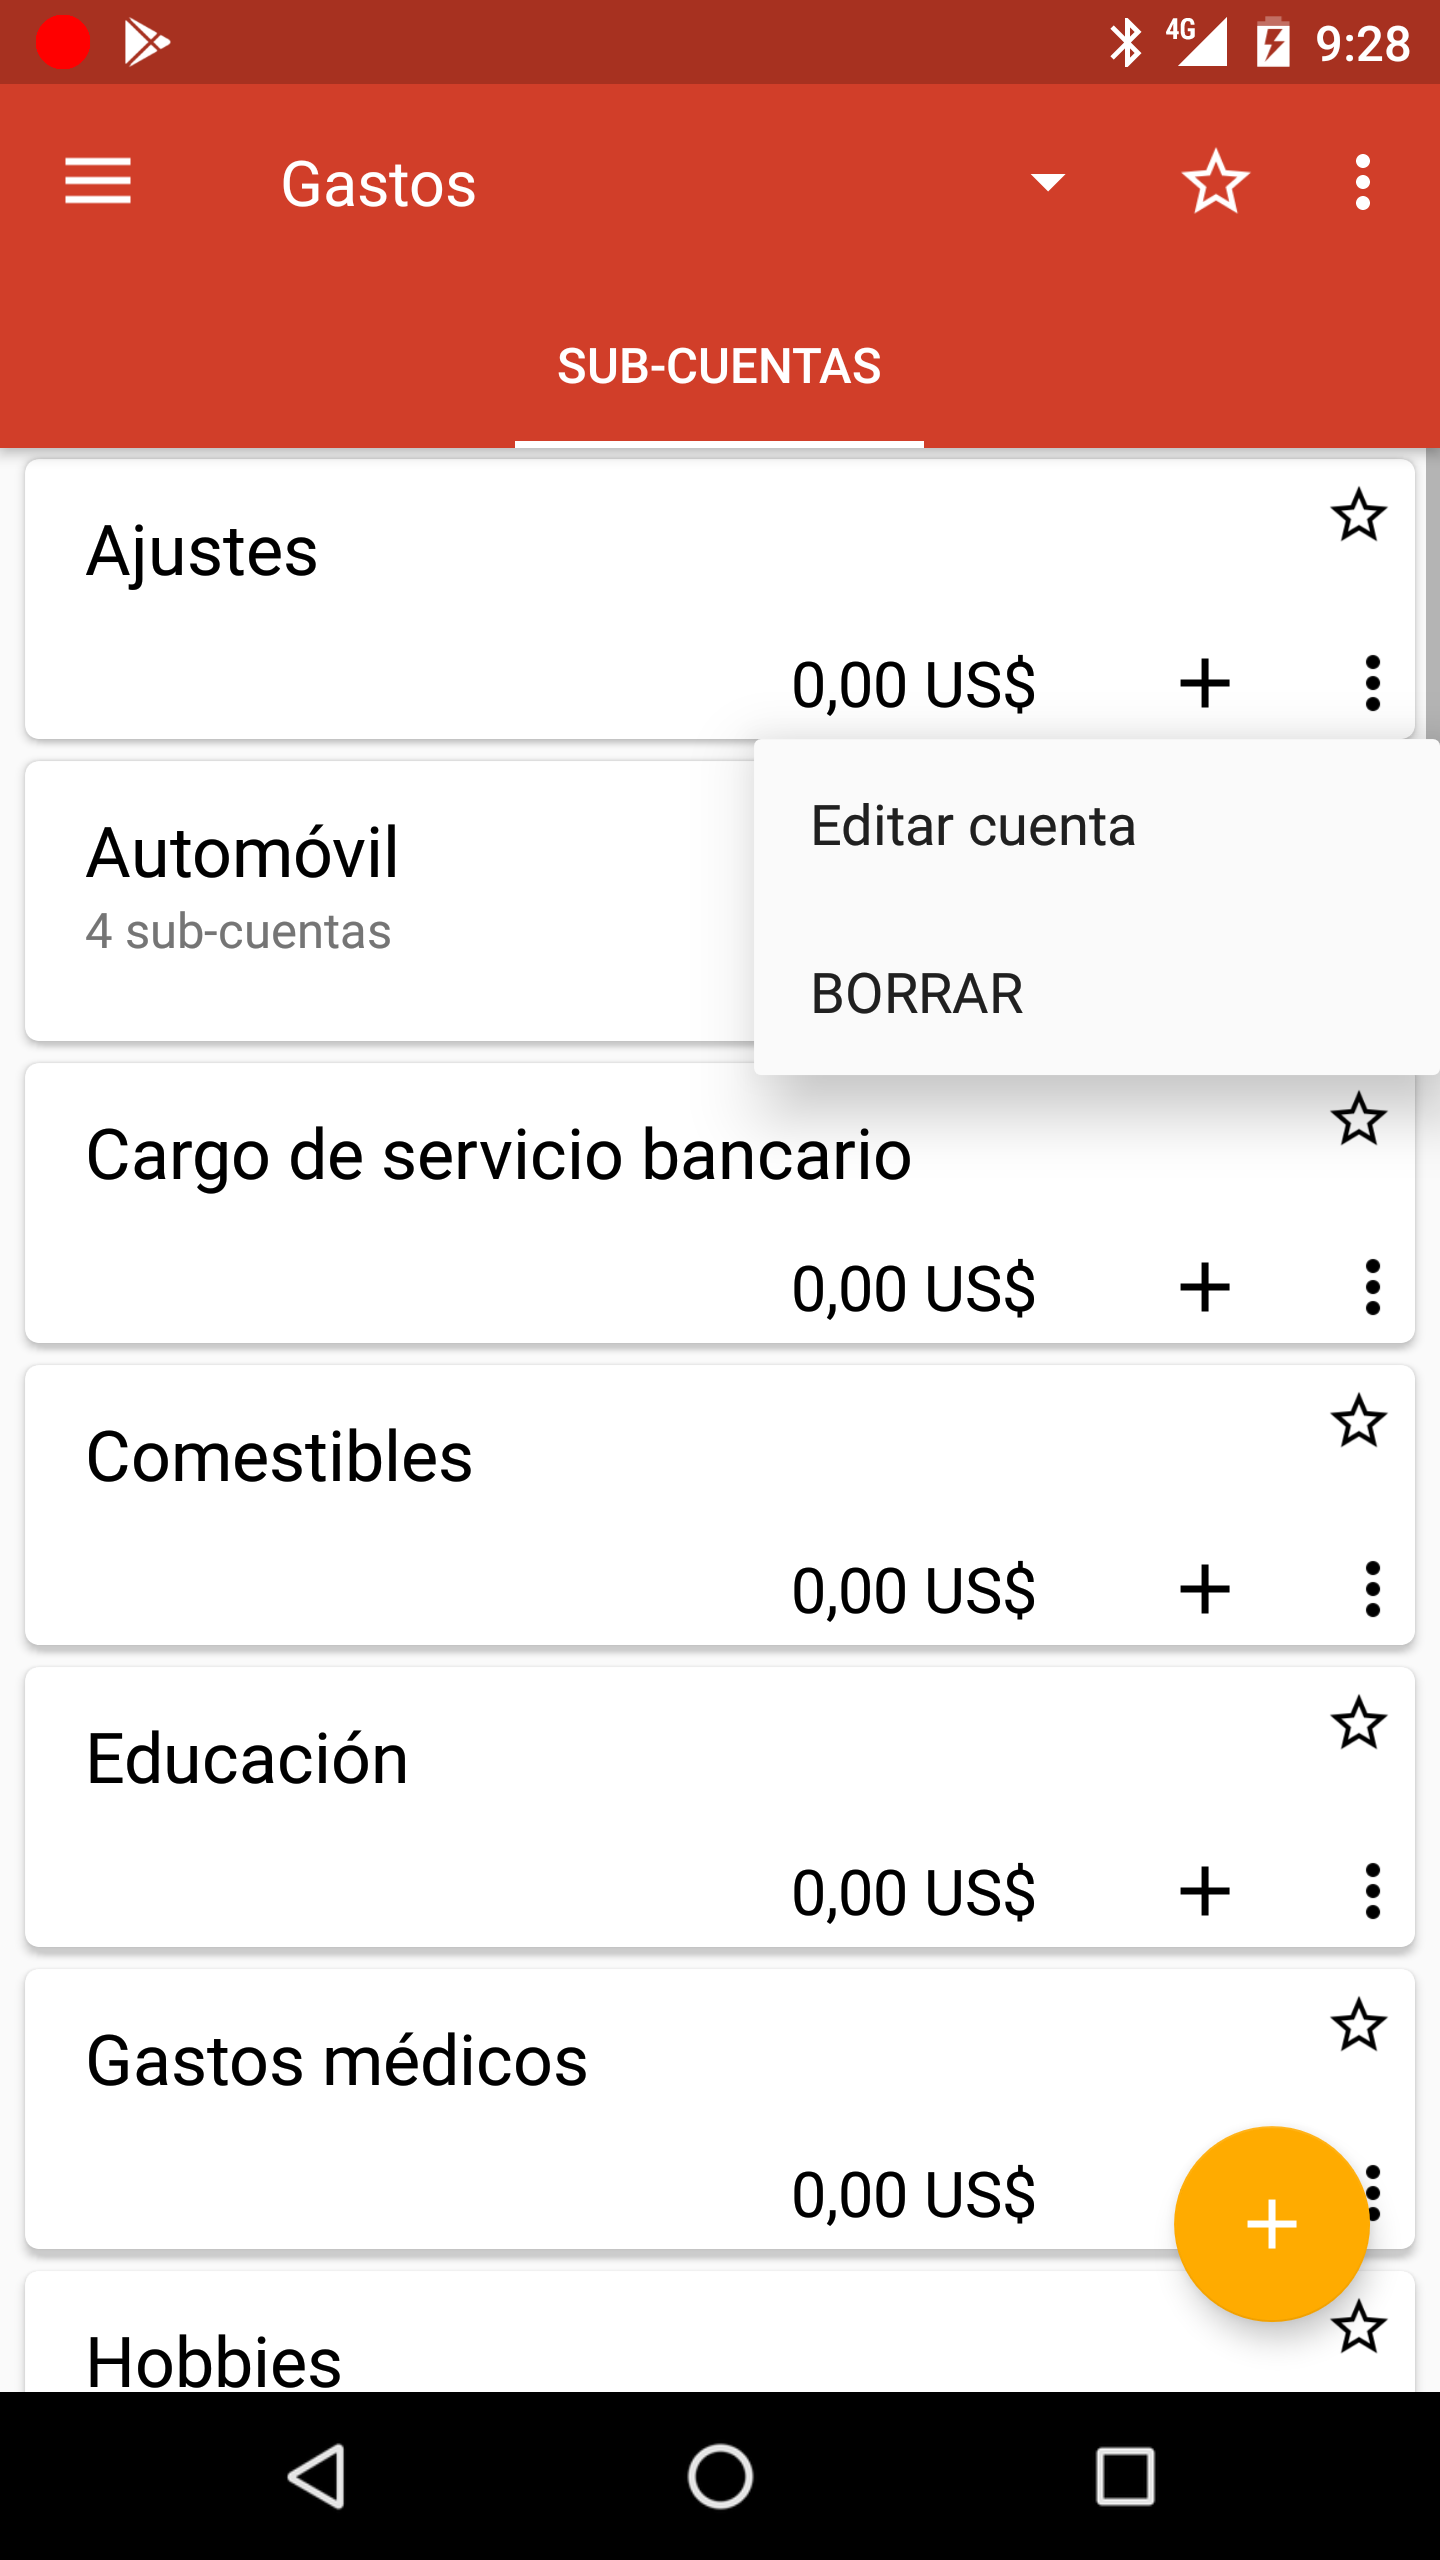 4G 9:28
Gastos
SUB-CUENTAS
Ajustes
0,00 US$
Editar cuenta
BORRAR
Automóvil
4 sub-cuentas
Cargo de servicio bancario
0,00 US$
Comestibles
0,00 US$
Educación
0,00 US$
Gastos médicos
0,00 US$
Hobbies